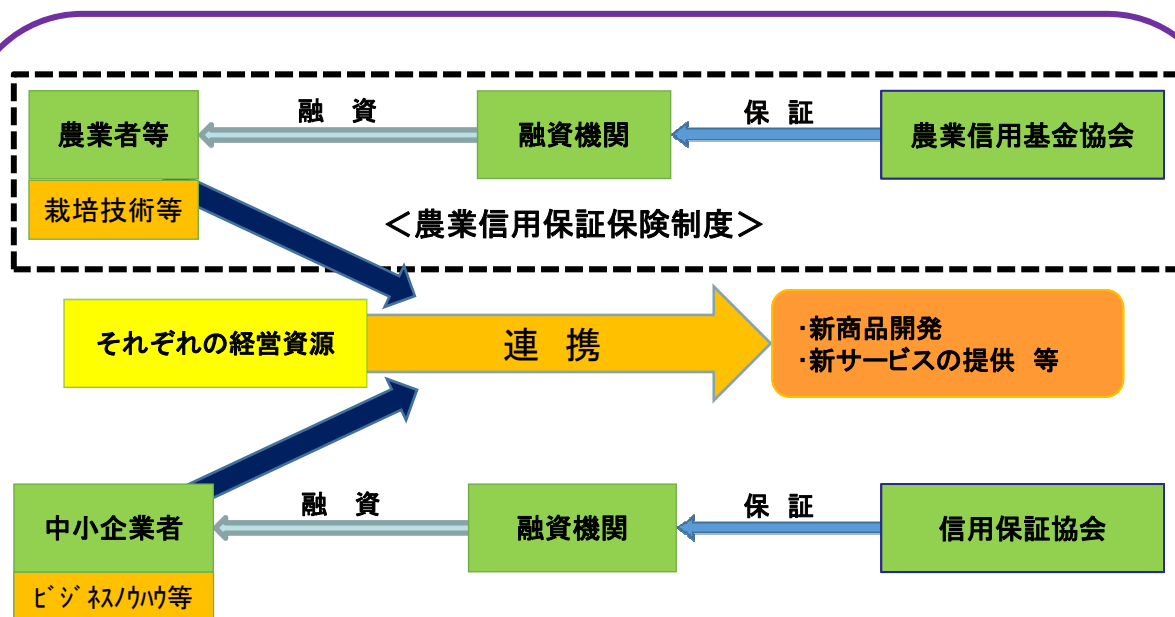 融 資
保 証
農業者等
融資機関
農業信用基金協会
栽培技術等
＜農業信用保証保険制度＞
それぞれの経営資源
連 携
･新商品開発
･新サービスの提供 等
融 資
保 証
中小企業者
融資機関
信用保証協会
ﾋﾞｼﾞﾈｽﾉｳﾊｳ等